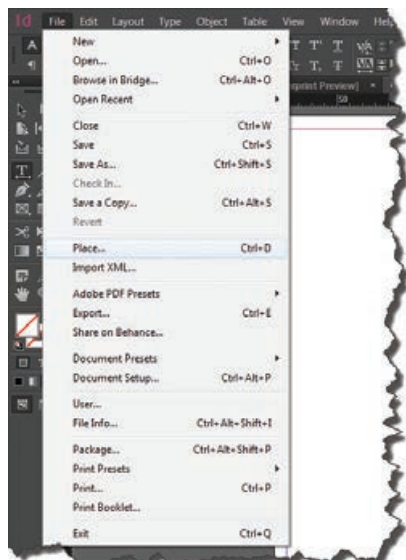 Id File Edit Layout Type Object Table View Window Help
New
Open... Ctrl+O
Browse in Bridge... Ctrl+Alt+O
Open Recent
Close Ctrl+W
Save Ctrl+S
Save As... Ctrl+Shift+S
Check In...
Save a Copy... Ctrl+Alt+S
Revert
Place... Ctrl+D
Import XML...
Adobe PDF Presets
Export... Ctrl+E
Share on Behance...
Document Presets
Document Setup... Ctrl+Alt+P
User...
File Info... Ctrl+Alt+Shift+I
Package... Ctrl+Alt+Shift+P
Print Presets
Print... Ctrl+P
Print Booklet...
Exit Ctrl+Q